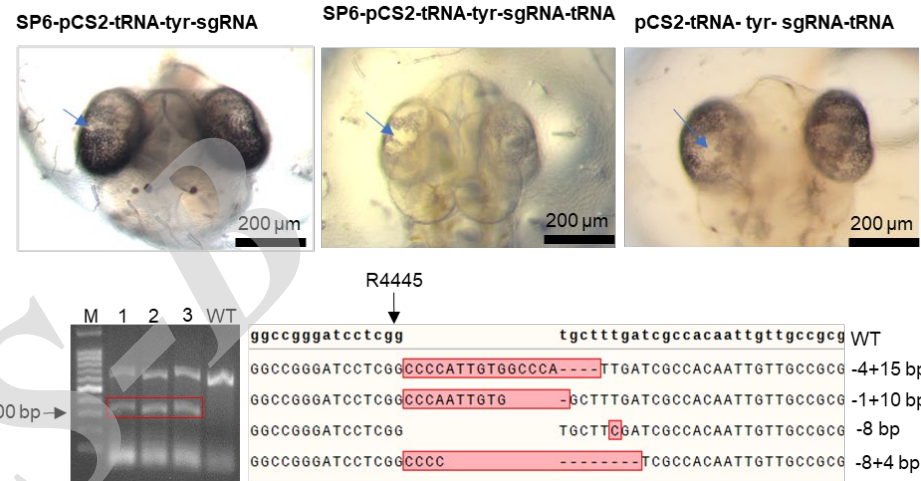 SP6-pCS2-tRNA-tyr-sgRNA
SP6-pCS2-tRNA-tyr-sgRNA-tRNA
pCS2-tRNA- tyr- sgRNA-tRNA
200 µm
200 µm
200 µm
R4445
M 1 2 3 WT
00 bp
ggccgggatcctcgg tgctttgatcgccacaattgttgccgcg WT
GGCCGGGATCCTCGGCCCCATTGTGGCCCA----TTGATCGCCACAATTGTTGCCGCG -4+15 bp
GGCCGGGATCCTCGGCCCAATTGTG -GCTTTGATCGCCACAATTGTTGCCGCG -1+10 bp
GGCCGGGATCCTCGG TGCTTCGATCGCCACAATTGTTGCCGCG -8 bp
GGCCGGGATCCTCGGCCCC --------TCGCCACAATTGTTGCCGCG -8+4 bp